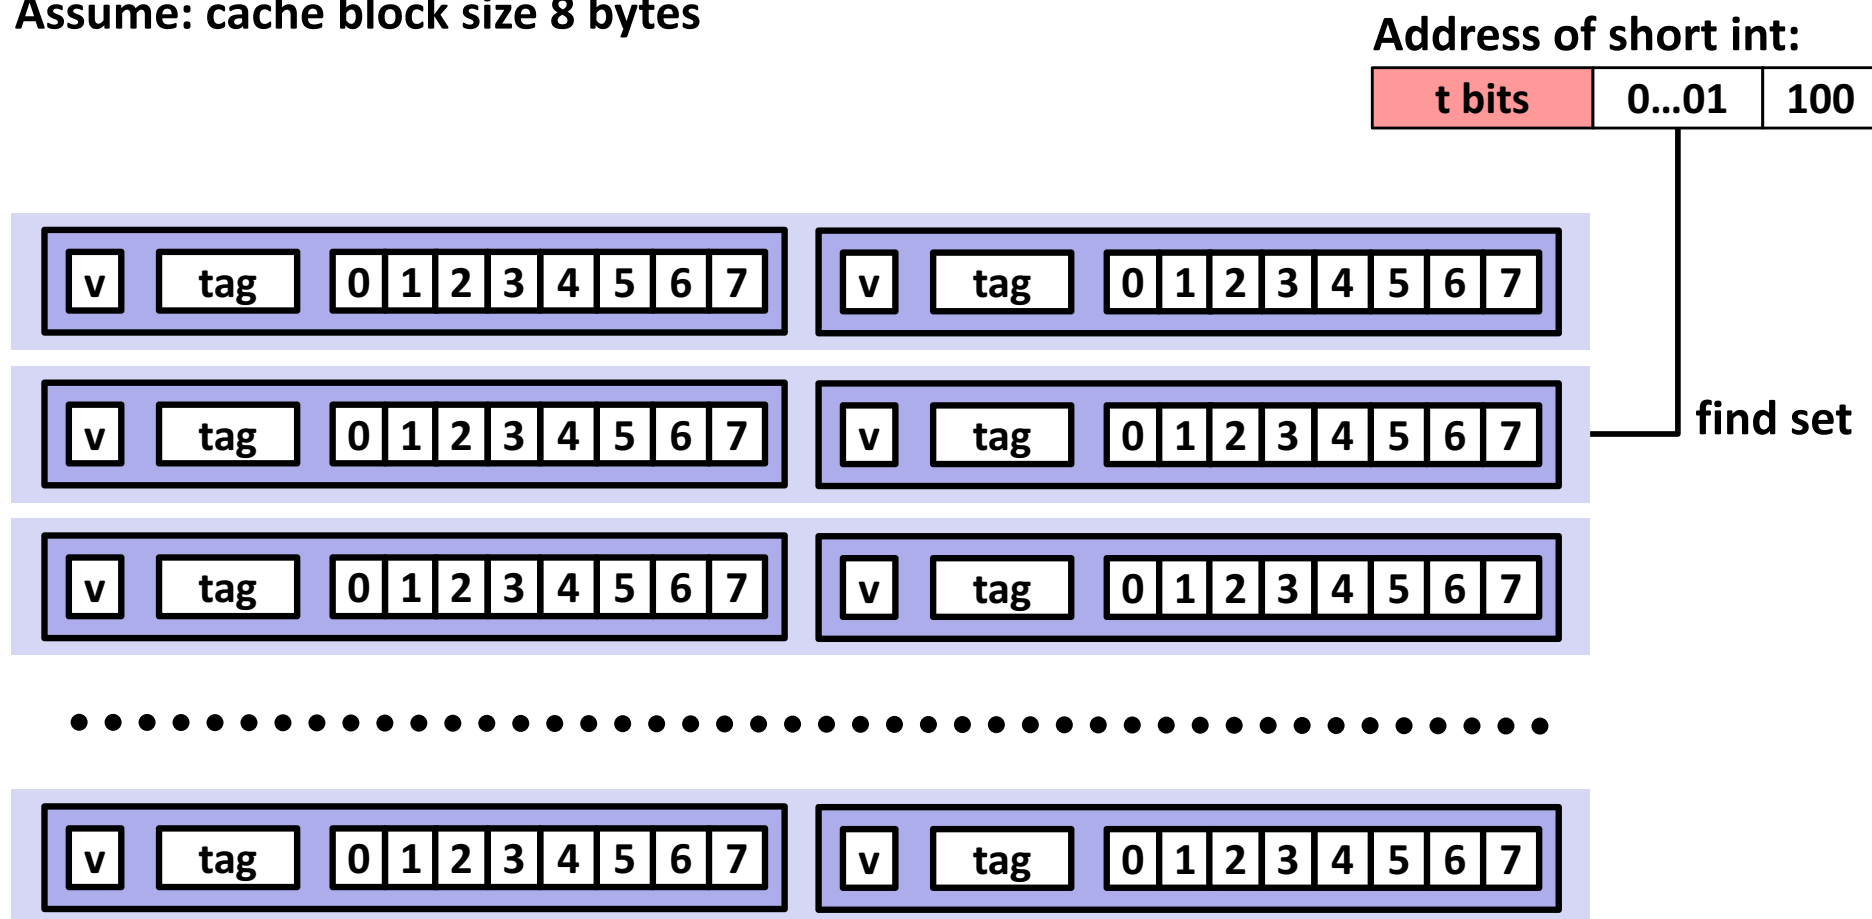 Assume: cache block size 8 bytes
Address of short int:
t bits 0...01 100
v tag 0 1 2 3 4 5 6 7 v tag 0 1 2 3 4 5 6 7
v tag 0 1 2 3 4 5 6 7 v tag 0 1 2 3 4 5 6 7
find set
v tag 0 1 2 3 4 5 6 7 v tag 0 1 2 3 4 5 6 7
v tag 0 1 2 3 4 5 6 7 v tag 0 1 2 3 4 5 6 7